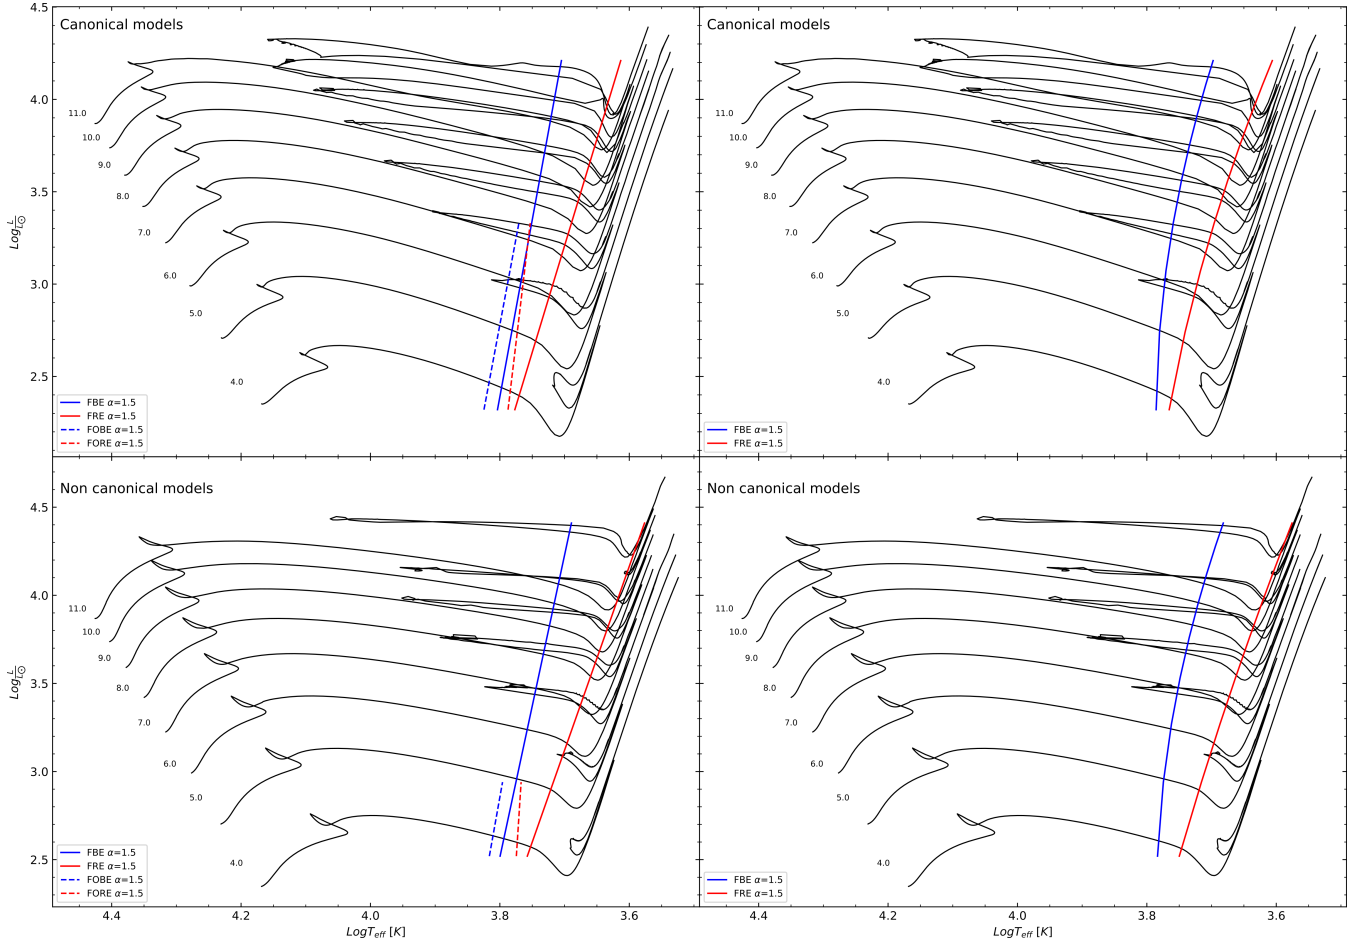 Canonical models
4.5
4.0
3.5
3.0
2.5
Log L/L⊙
11.0
10.0
9.0
8.0
7.0
6.0
5.0
4.0
FBE α=1.5
FRE α=1.5
FOBE α=1.5
FORE α=1.5
Canonical models
11.0
10.0
9.0
8.0
7.0
6.0
5.0
4.0
FBE α=1.5
FRE α=1.5
Non canonical models
4.5
4.0
3.5
3.0
2.5
Log L/L⊙
11.0
10.0
9.0
8.0
7.0
6.0
5.0
4.0
FBE α=1.5
FRE α=1.5
FOBE α=1.5
FORE α=1.5
4.4 4.2 4.0 3.8 3.6
LogTeff [K]
Non canonical models
11.0
10.0
9.0
8.0
7.0
6.0
5.0
4.0
FBE α=1.5
FRE α=1.5
4.4 4.2 4.0 3.8 3.6
LogTeff [K]